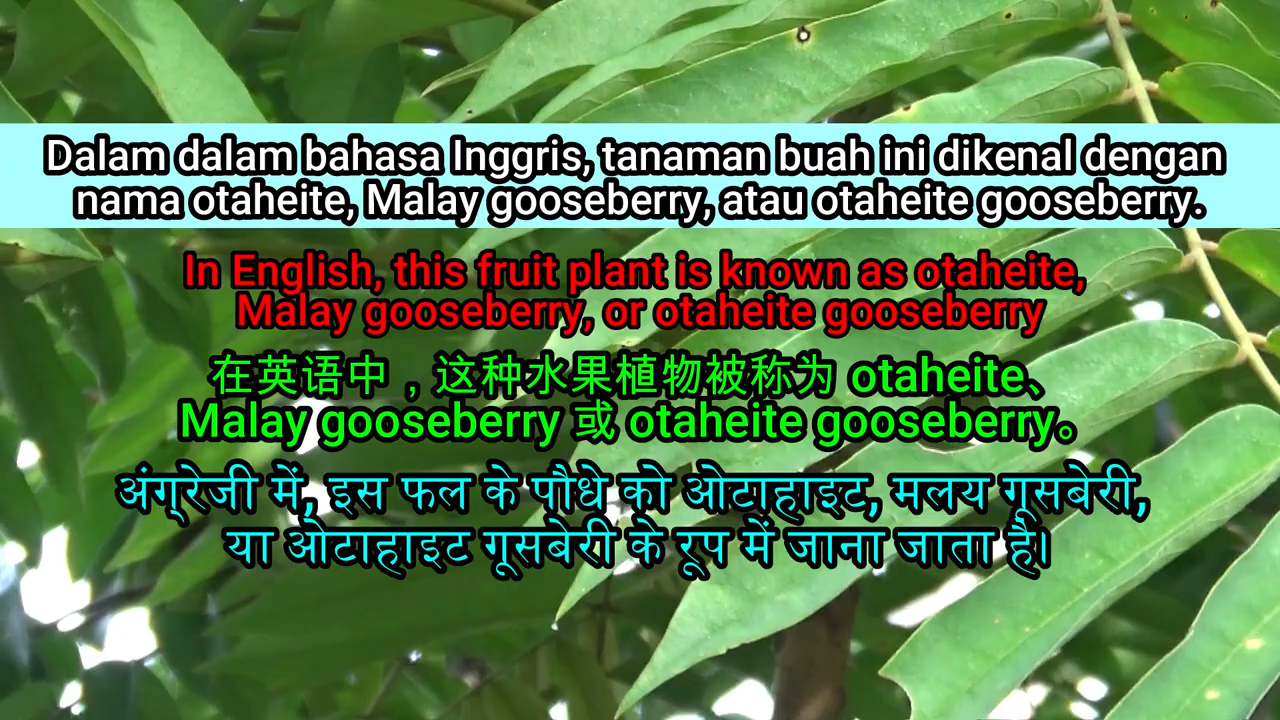 Dalam dalam bahasa Inggris, tanaman buah ini dikenal dengan
nama otaheite, Malay gooseberry, atau otaheite gooseberry.
In English, this fruit plant is known as otaheite,
Malay gooseberry, or otaheite gooseberry
在英语中，这种水果植物被称为 otaheite、
Malay gooseberry 或 otaheite gooseberry。
अंग्रेजी में, इस फल के पौधे को ओटाहाइट, मलय गूसबेरी,
या ओटाहाइट गूसबेरी के रूप में जाना जाता है।